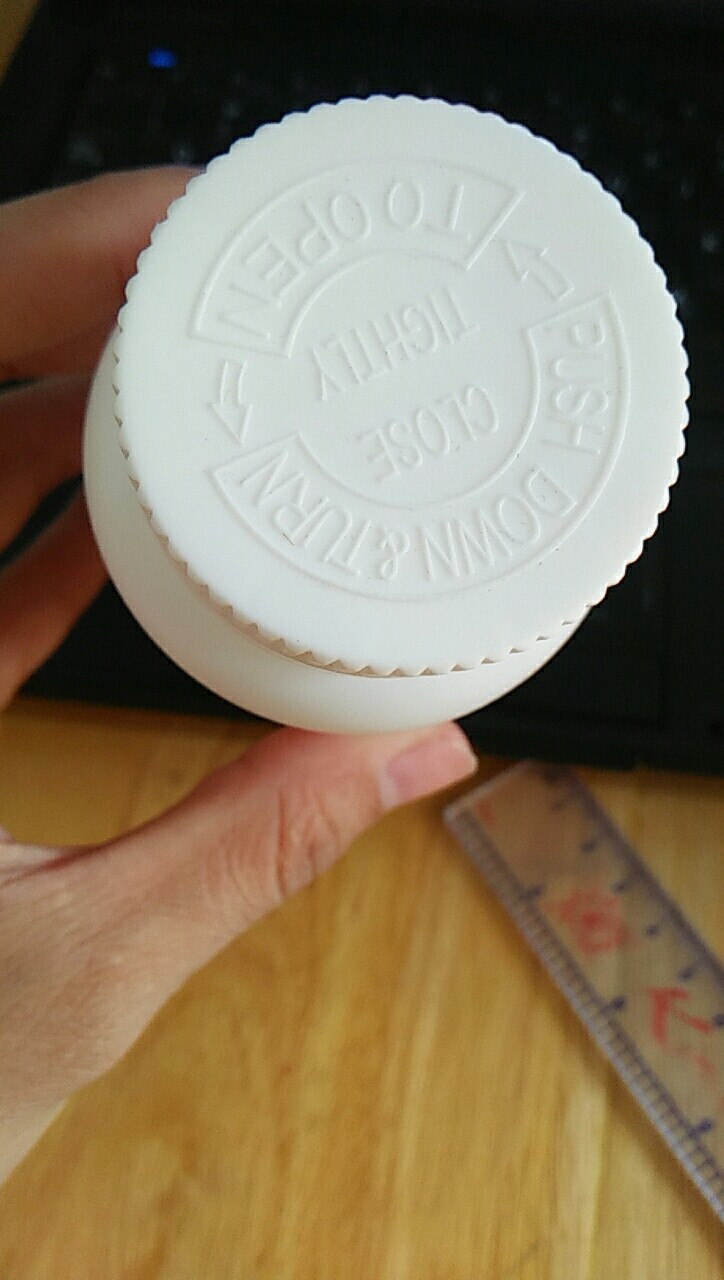 PUSH DOWN & TURN
TO OPEN
CLOSE
TIGHTLY